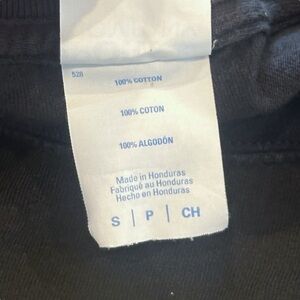 528
100% COTTON
100% COTON
100% ALGODÓN
Made in Honduras
Fabriqué au Honduras
Hecho en Honduras
S | P | CH